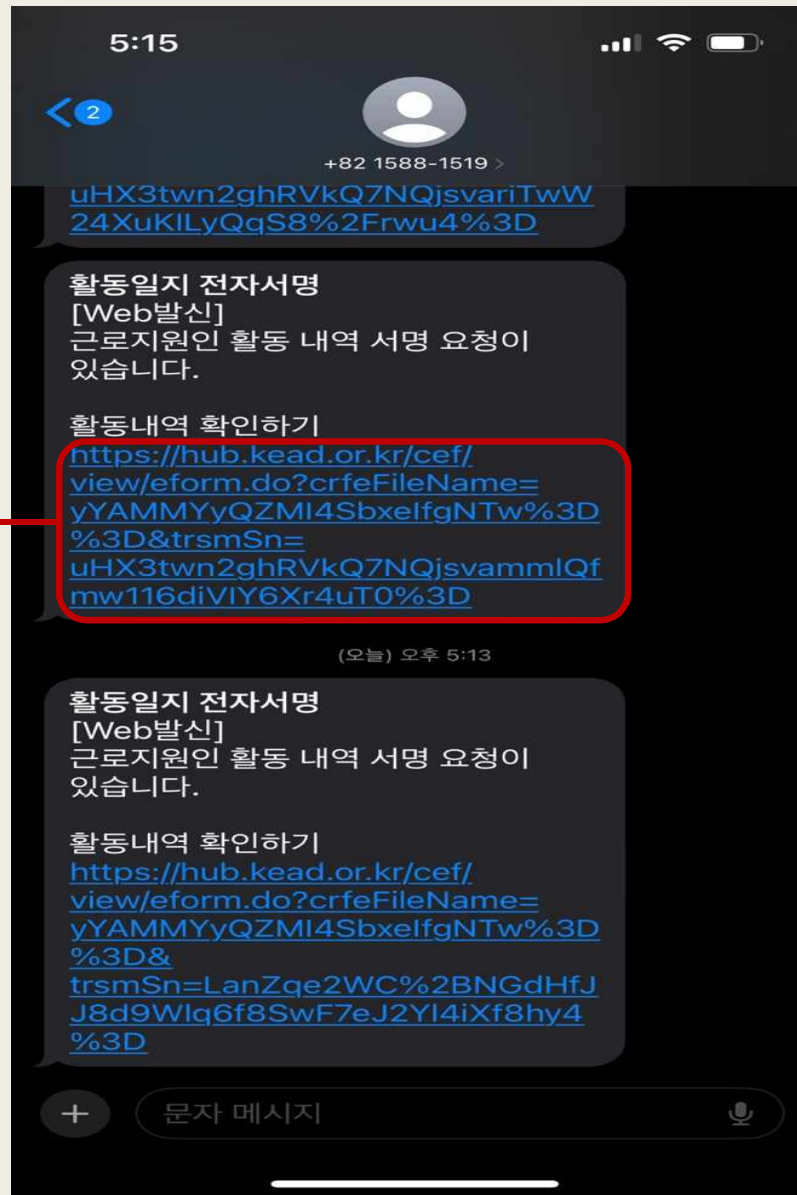 5:15
2
+82 1588-1519 >
uHX3twn2ghRVkQ7NQjsvariTwW
24XuKlLyQqS8%2Frwu4%3D
활동일지 전자서명
[Web발신]
근로지원인 활동 내역 서명 요청이
있습니다.
활동내역 확인하기
https://hub.kead.or.kr/cef/
view/eform.do?crfeFileName=
yYAMMYyQZMI4SbxeIfgNTw%3D
%3D&trsmSn=
uHX3twn2ghRVkQ7NQjsvammlQf
mw116diVIY6Xr4uT0%3D
(오늘) 오후 5:13
활동일지 전자서명
[Web발신]
근로지원인 활동 내역 서명 요청이
있습니다.
활동내역 확인하기
https://hub.kead.or.kr/cef/
view/eform.do?crfeFileName=
yYAMMYyQZMI4SbxeIfgNTw%3D
%3D&
trsmSn=LanZqe2WC%2BNGdHfJ
J8d9Wlq6f8SwF7eJ2Yl4iXf8hy4
%3D
문자 메시지